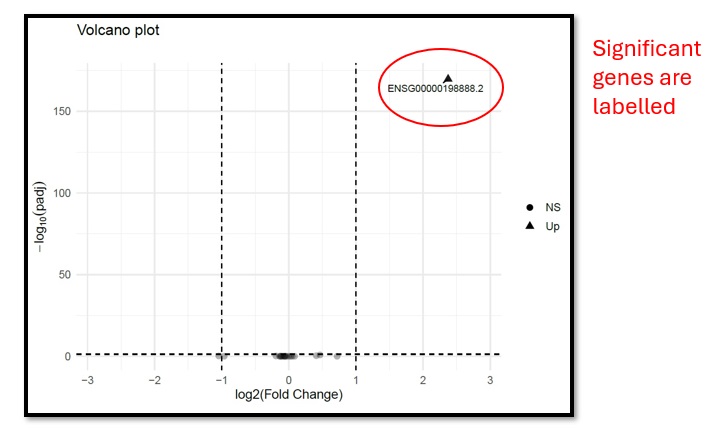 Volcano plot
Significant
genes are
labelled
ENSG00000198888.2
150
100
50
0
−log10(padj)
NS
Up
−3 −2 −1 0 1 2 3
log2(Fold Change)